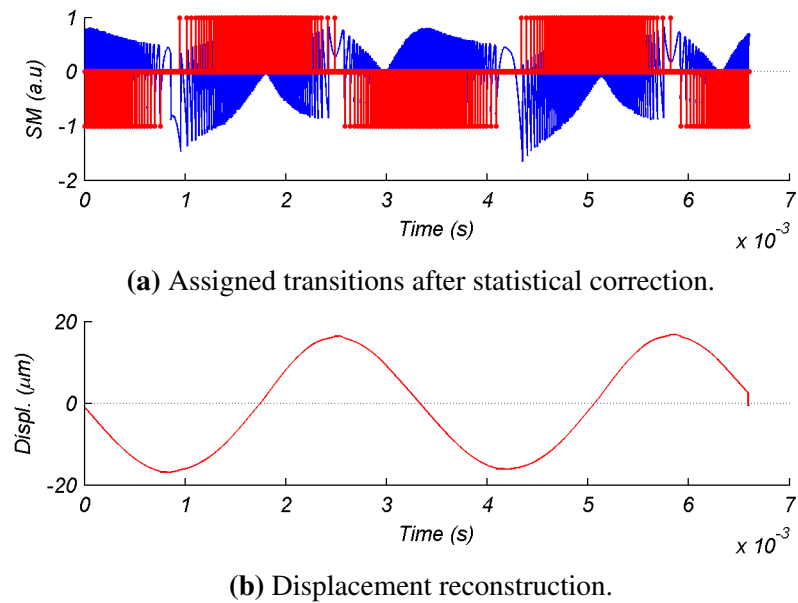 1
0
-1
-2
SM (a.u)
0 1 2 3 4 5 6 7
Time (s)
x 10⁻³
(a) Assigned transitions after statistical correction.
20
0
-20
Displ. (μm)
0 1 2 3 4 5 6 7
Time (s)
x 10⁻³
(b) Displacement reconstruction.